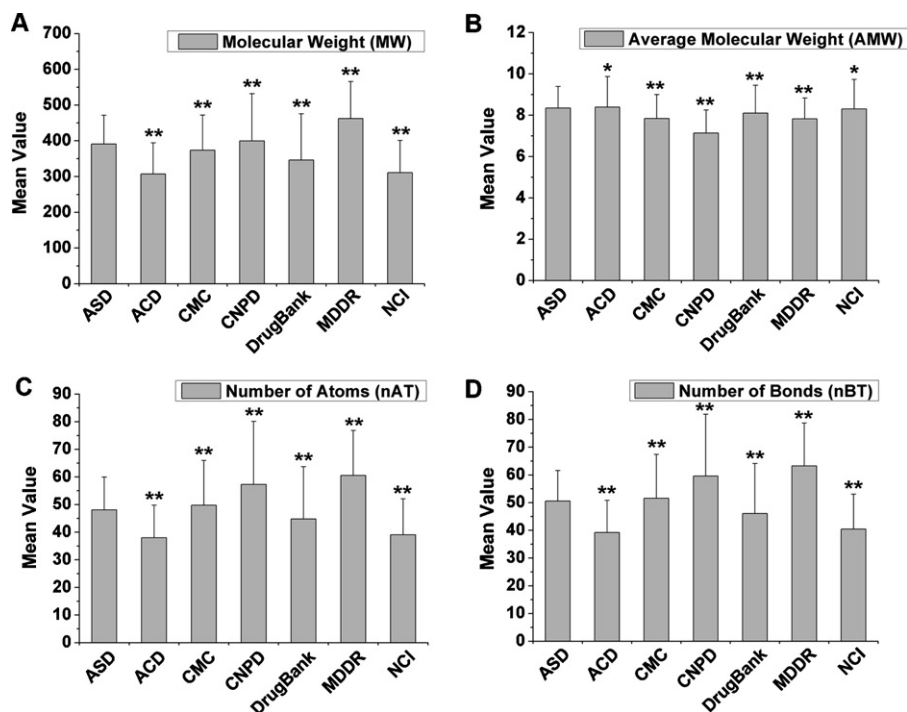 A
Molecular Weight (MW)
Mean Value
700
600
500
400
300
200
100
0
** ** ** ** ** **
ASD ACD CMC CNPD DrugBank MDDR NCI
B
Average Molecular Weight (AMW)
Mean Value
12
10
8
6
4
2
0
* ** ** ** ** *
ASD ACD CMC CNPD DrugBank MDDR NCI
C
Number of Atoms (nAT)
Mean Value
90
80
70
60
50
40
30
20
10
0
** ** ** ** ** **
ASD ACD CMC CNPD DrugBank MDDR NCI
D
Number of Bonds (nBT)
Mean Value
90
80
70
60
50
40
30
20
10
0
** ** ** ** ** **
ASD ACD CMC CNPD DrugBank MDDR NCI